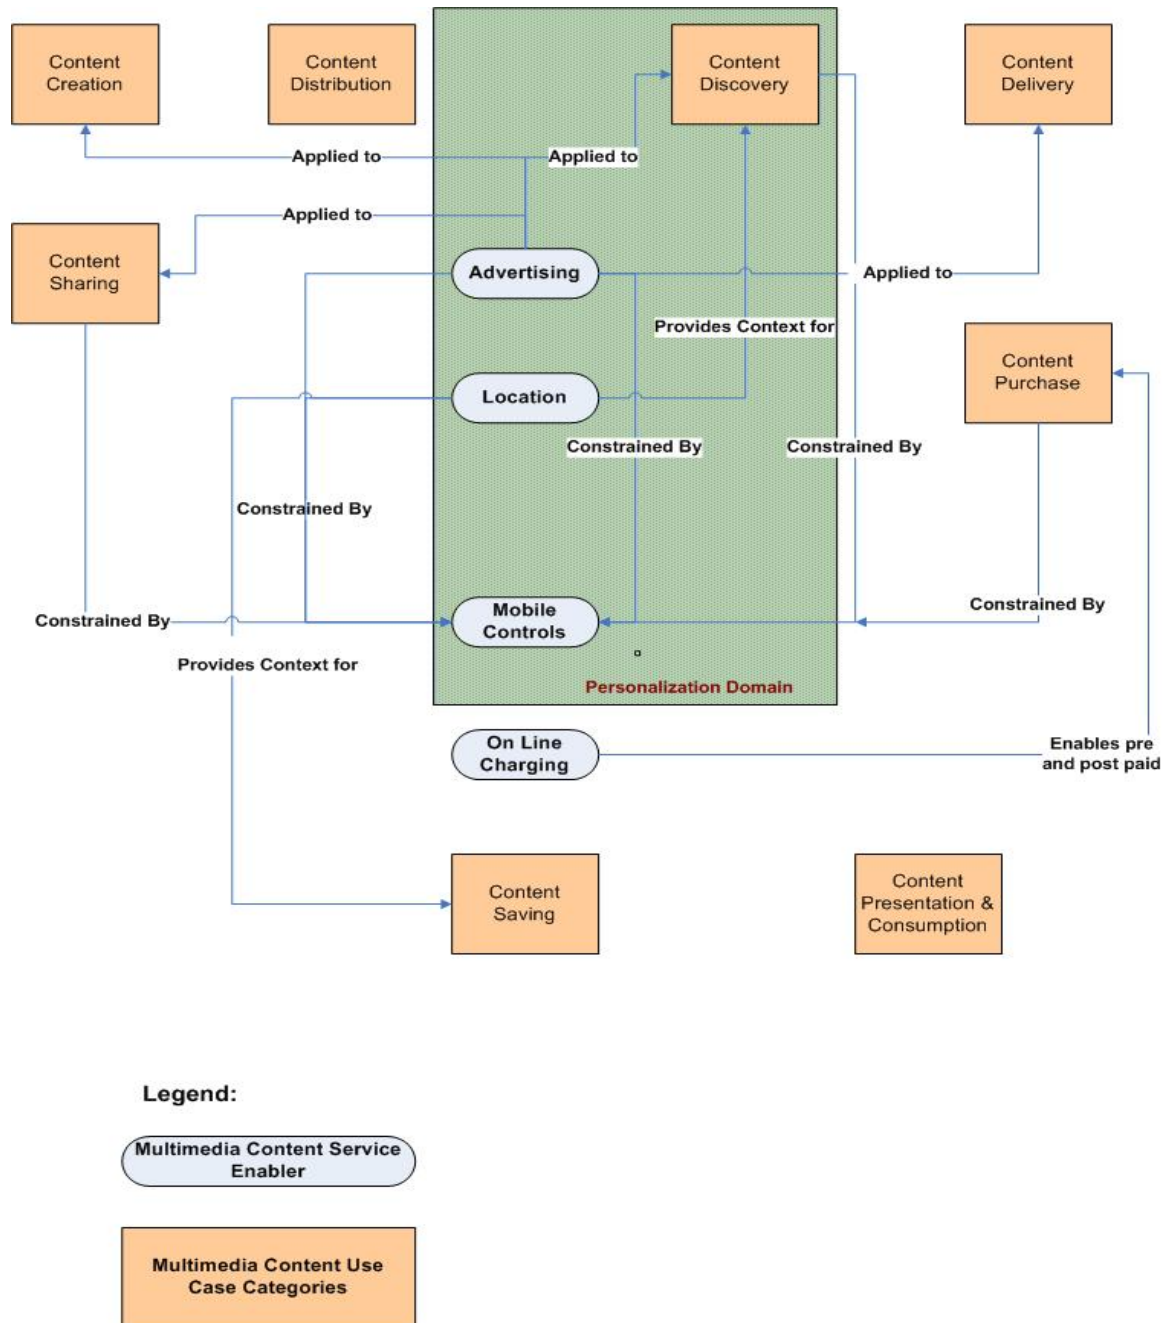 Content
Creation
Content
Distribution
Content
Discovery
Content
Delivery
Applied to
Applied to
Applied to
Content
Sharing
Advertising
Applied to
Provides Context for
Content
Purchase
Location
Constrained By
Constrained By
Constrained By
Mobile
Controls
Constrained By
Constrained By
Provides Context for
Personalization Domain
On Line
Charging
Enables pre
and post paid
Content
Saving
Content
Presentation &
Consumption
Legend:
Multimedia Content Service
Enabler
Multimedia Content Use
Case Categories